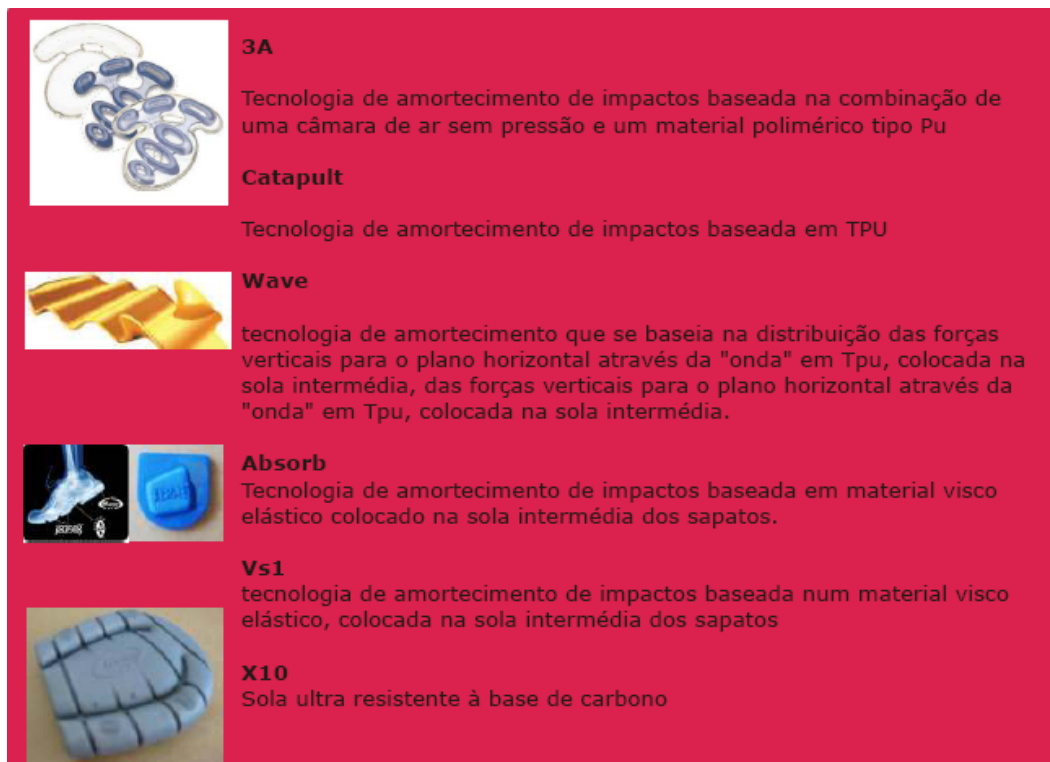 3A
Tecnologia de amortecimento de impactos baseada na combinação de
uma câmara de ar sem pressão e um material polimérico tipo Pu
Catapult
Tecnologia de amortecimento de impactos baseada em TPU
Wave
tecnologia de amortecimento que se baseia na distribuição das forças
verticais para o plano horizontal através da "onda" em Tpu, colocada na
sola intermédia, das forças verticais para o plano horizontal através da
"onda" em Tpu, colocada na sola intermédia.
Absorb
Tecnologia de amortecimento de impactos baseada em material visco
elástico colocado na sola intermédia dos sapatos.
Vs1
tecnologia de amortecimento de impactos baseada num material visco
elástico, colocada na sola intermédia dos sapatos
X10
Sola ultra resistente à base de carbono